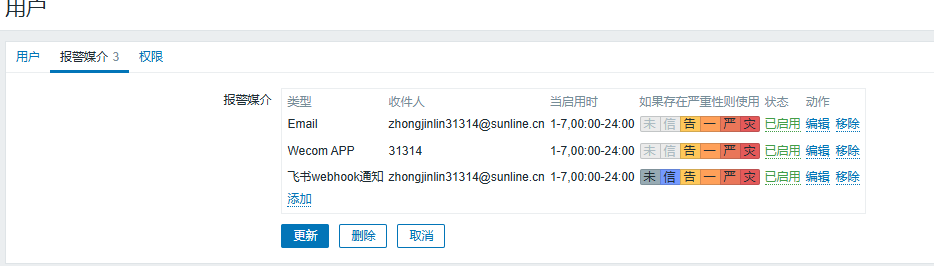 用户
用户 报警媒介 3 权限
报警媒介 类型 收件人 当启用时 如果存在严重性则使用 状态 动作
Email zhongjinlin31314@sunline.cn 1-7,00:00-24:00 未 信 告 一 严 灾 已启用 编辑 移除
Wecom APP 31314 1-7,00:00-24:00 未 信 告 一 严 灾 已启用 编辑 移除
飞书webhook通知 zhongjinlin31314@sunline.cn 1-7,00:00-24:00 未 信 告 一 严 灾 已启用 编辑 移除
添加
更新 删除 取消